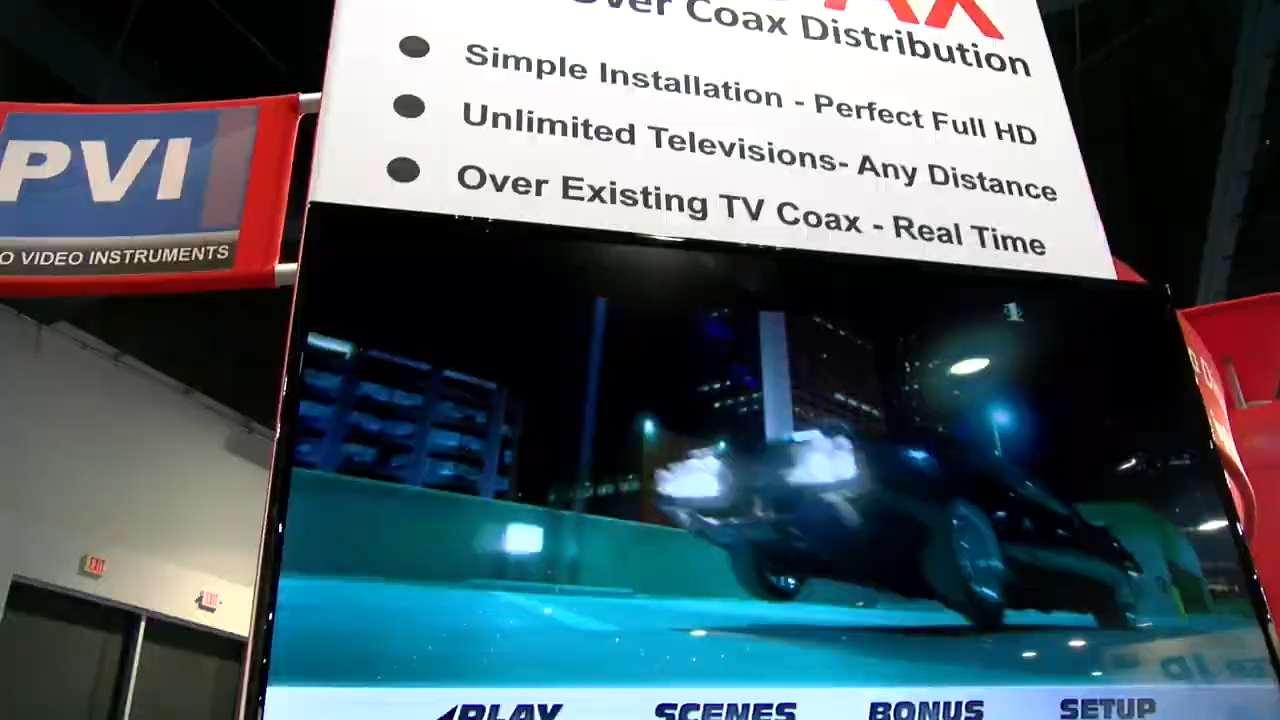 Over Coax Distribution
Simple Installation - Perfect Full HD
Unlimited Televisions- Any Distance
Over Existing TV Coax - Real Time
PVI
O VIDEO INSTRUMENTS
EXIT
EXIT
PLAY SCENES BONUS SETUP